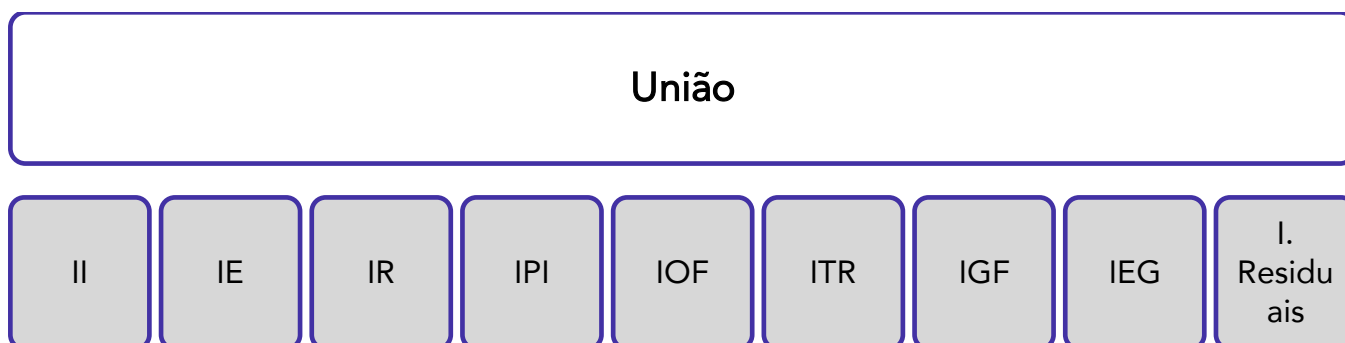 União
II
IE
IR
IPI
IOF
ITR
IGF
IEG
I.
Residu
ais